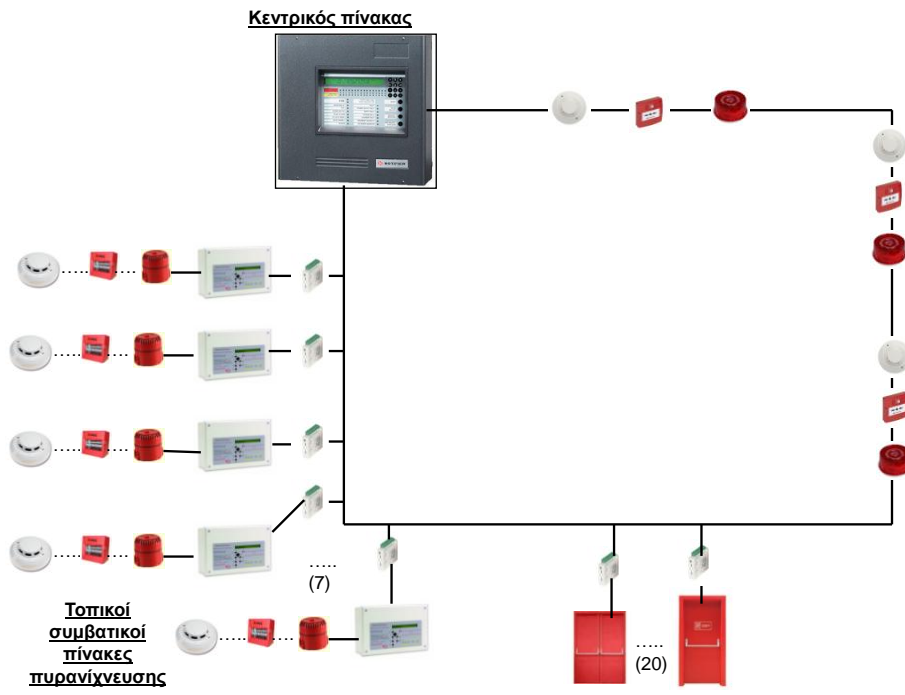 Κεντρικός πίνακας
.....
(7)
.....
(20)
Τοπικοί
συμβατικοί
πίνακες
πυρανίχνευσης